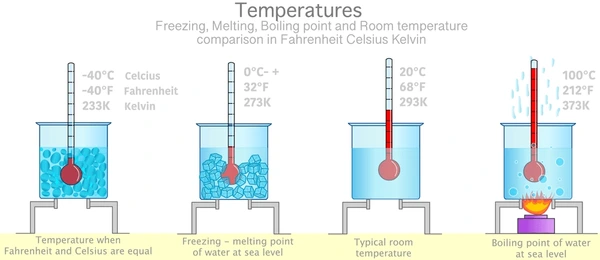 Temperatures
Freezing, Melting, Boiling point and Room temperature
comparison in Fahrenheit Celsius Kelvin
-40°C Celcius
-40°F Fahrenheit
233K Kelvin
0°C- +
32°F
273K
20°C
68°F
293K
100°C
212°F
373K
Temperature when
Fahrenheit and Celsius are equal
Freezing - melting point
of water at sea level
Typical room
temperature
Boiling point of water
at sea level